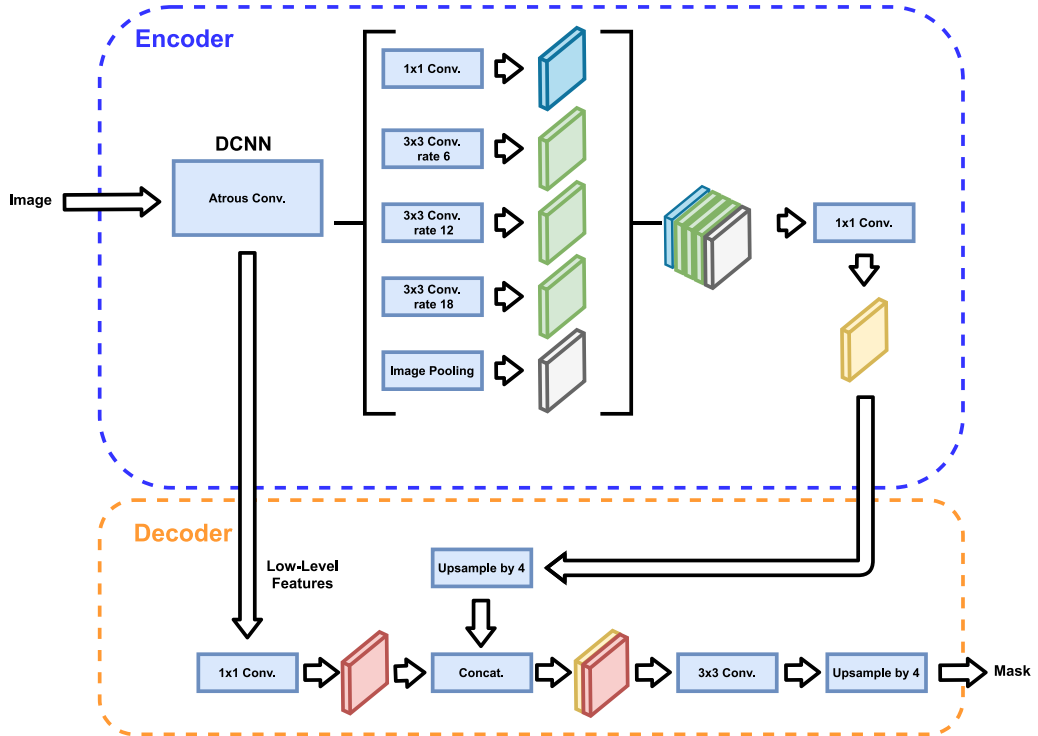 Encoder
1x1 Conv.
DCNN
3x3 Conv.
rate 6
Image
Atrous Conv.
3x3 Conv.
rate 12
1x1 Conv.
3x3 Conv.
rate 18
Image Pooling
Decoder
Low-Level
Features
Upsample by 4
1x1 Conv.
Concat.
3x3 Conv.
Upsample by 4
Mask